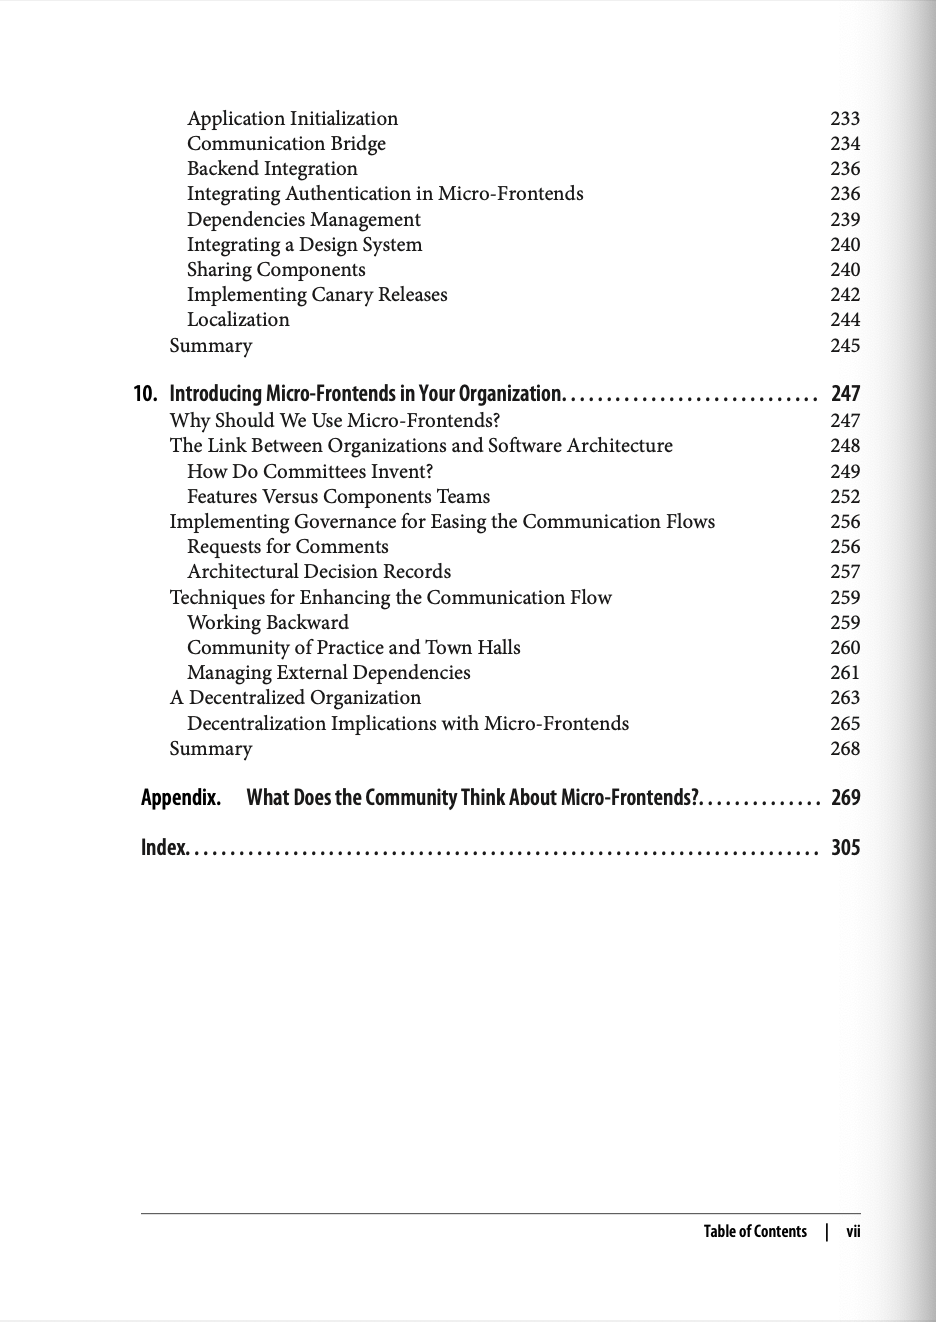 Application Initialization 233
Communication Bridge 234
Backend Integration 236
Integrating Authentication in Micro-Frontends 236
Dependencies Management 239
Integrating a Design System 240
Sharing Components 240
Implementing Canary Releases 242
Localization 244
Summary 245
10. Introducing Micro-Frontends in Your Organization. . . . . . . . . . . . . . . . . . . . . . . . . . . . . 247
Why Should We Use Micro-Frontends? 247
The Link Between Organizations and Software Architecture 248
How Do Committees Invent? 249
Features Versus Components Teams 252
Implementing Governance for Easing the Communication Flows 256
Requests for Comments 256
Architectural Decision Records 257
Techniques for Enhancing the Communication Flow 259
Working Backward 259
Community of Practice and Town Halls 260
Managing External Dependencies 261
A Decentralized Organization 263
Decentralization Implications with Micro-Frontends 265
Summary 268
Appendix. What Does the Community Think About Micro-Frontends?. . . . . . . . . . . . . . 269
Index. . . . . . . . . . . . . . . . . . . . . . . . . . . . . . . . . . . . . . . . . . . . . . . . . . . . . . . . . . . . . . . . . . . . . . . 305
Table of Contents | vii